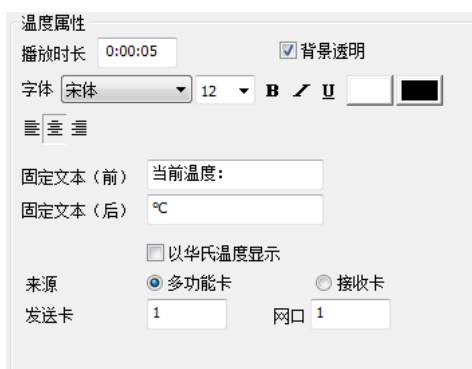 温度属性
播放时长 0:00:05 背景透明
字体 宋体 12 B I U
固定文本（前） 当前温度：
固定文本（后） ℃
以华氏温度显示
来源 多功能卡 接收卡
发送卡 1 网口 1